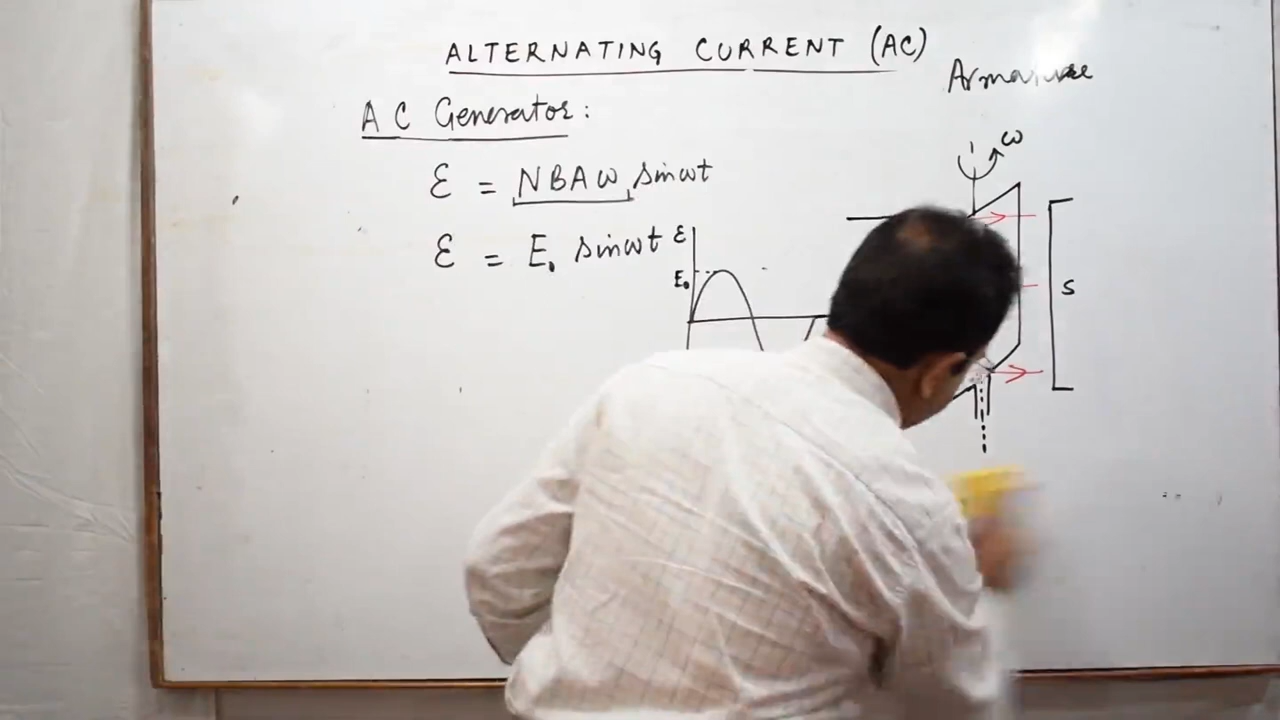 ALTERNATING CURRENT (AC)
Armature
A C Generator:
ω
ε = NBAω sinωt
ε = E₀ sinωt
ε
E₀
S